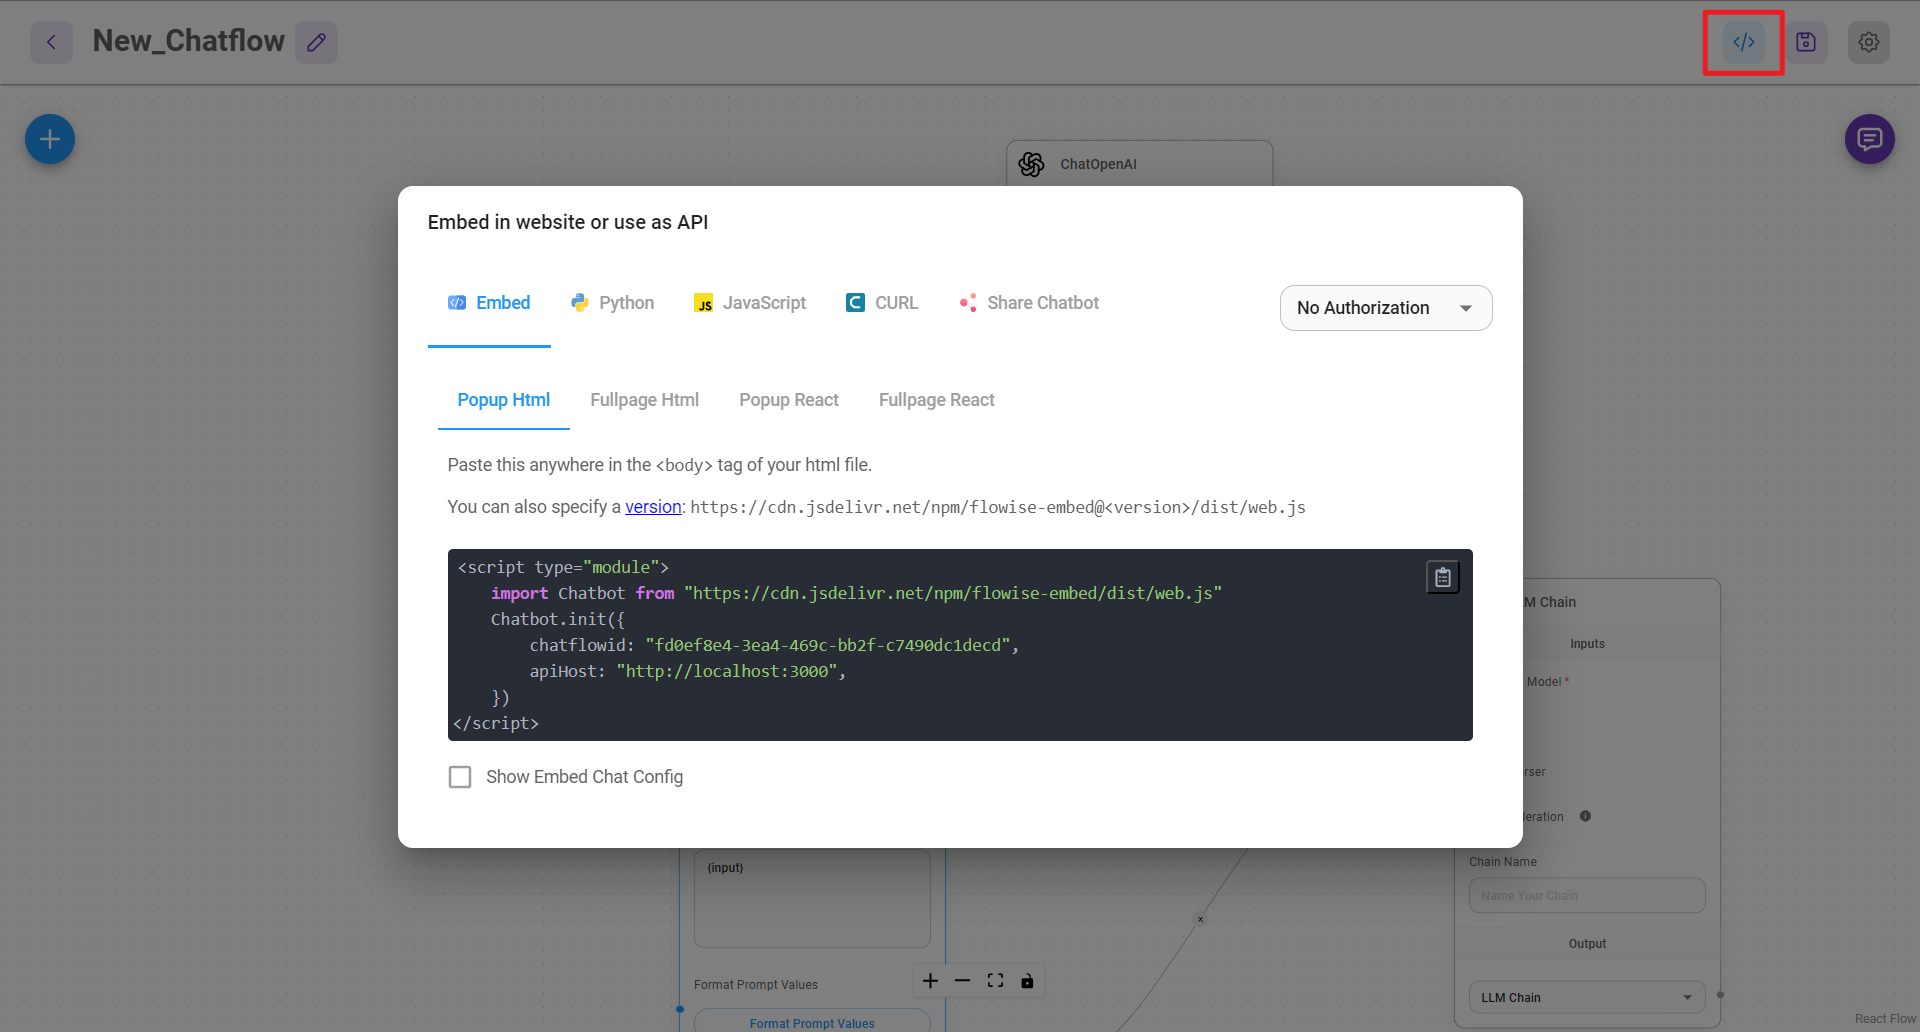 New_Chatflow
ChatOpenAI
Embed in website or use as API
Embed
Python
JS
JavaScript
C
CURL
Share Chatbot
No Authorization
Popup Html
Fullpage Html
Popup React
Fullpage React
Paste this anywhere in the <body> tag of your html file.
You can also specify a version: https://cdn.jsdelivr.net/npm/flowise-embed@<version>/dist/web.js
<script type="module">
import Chatbot from "https://cdn.jsdelivr.net/npm/flowise-embed/dist/web.js"
Chatbot.init({
chatflowid: "fd0ef8e4-3ea4-469c-bb2f-c7490dc1decd",
apiHost: "http://localhost:3000",
})
</script>
Show Embed Chat Config
M Chain
Inputs
Model *
rser
eration
Chain Name
Name Your Chain
Output
LLM Chain
{input}
Format Prompt Values
Format Prompt Values
React Flow